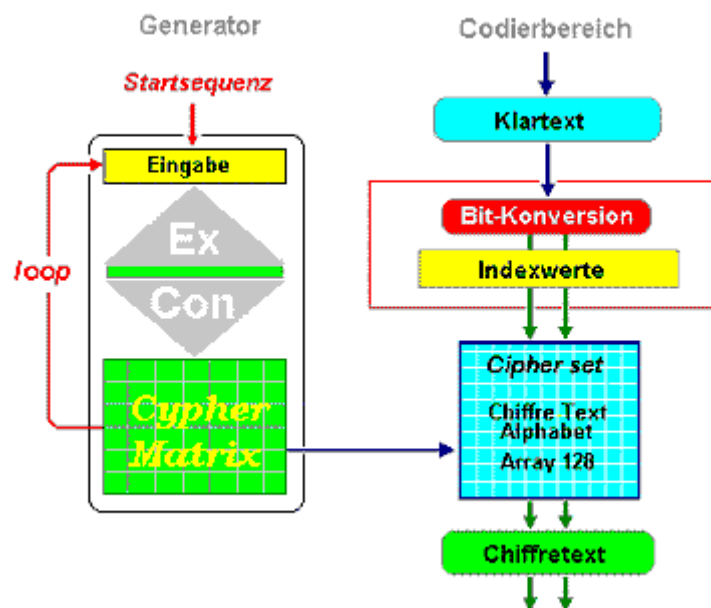 Generator
Startsequenz
Eingabe
Ex
Con
loop
Cypher
Matrix
Codierbereich
Klartext
Bit-Konversion
Indexwerte
Cipher set
Chiffre Text
Alphabet
Array 128
Chiffretext